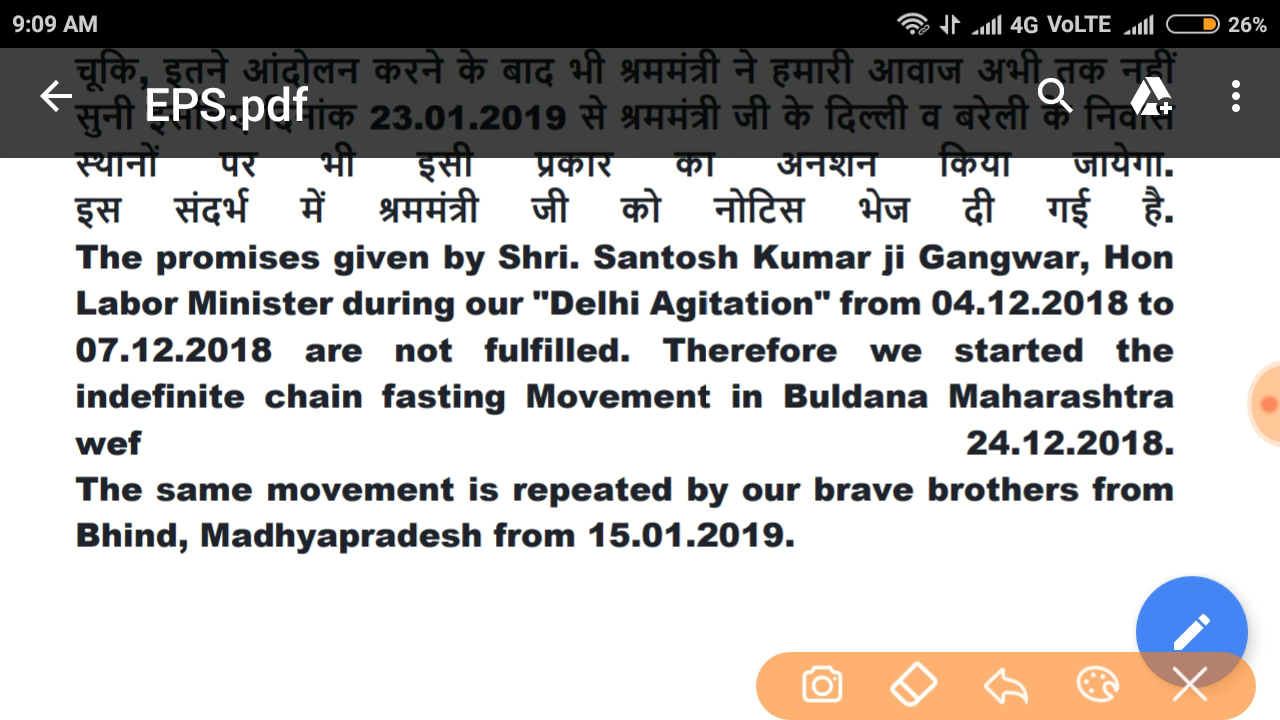 9:09 AM 4G VoLTE 26%
चूकि, इतने आंदोलन करने के बाद भी श्रममंत्री ने हमारी आवाज अभी तक नहीं
EPS.pdf
सुनी 23.01.2019 से श्रममंत्री जी के दिल्ली व बरेली के निवास
स्थानों पर भी इसी प्रकार का अनशन किया जायेगा.
इस संदर्भ में श्रममंत्री जी को नोटिस भेज दी गई है.
The promises given by Shri. Santosh Kumar ji Gangwar, Hon
Labor Minister during our "Delhi Agitation" from 04.12.2018 to
07.12.2018 are not fulfilled. Therefore we started the
indefinite chain fasting Movement in Buldana Maharashtra
wef 24.12.2018.
The same movement is repeated by our brave brothers from
Bhind, Madhyapradesh from 15.01.2019.